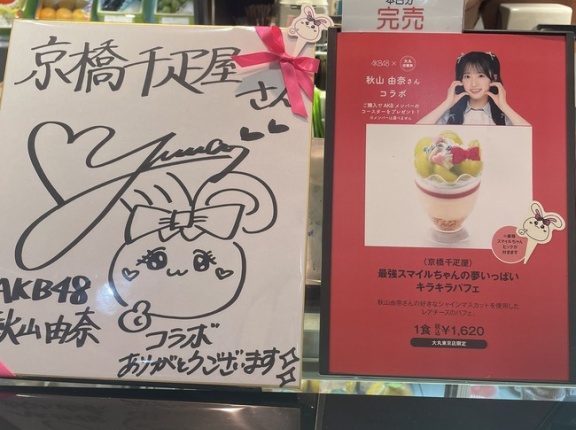 京橋千疋屋
さん
AKB48
秋山由奈
コラボ
ありがとうございます
本日分
完売
秋山 由奈さん
コラボ
ご購入でAKBメンバーの
コースターをプレゼント!
(京橋千疋屋)
最強スマイルちゃんの夢いっぱい
キラキラパフェ
秋山由奈さんの好きなシャインマスカットを使用した
レアチーズのパフェ。
1食 税込 ¥1,620
大丸東京店限定